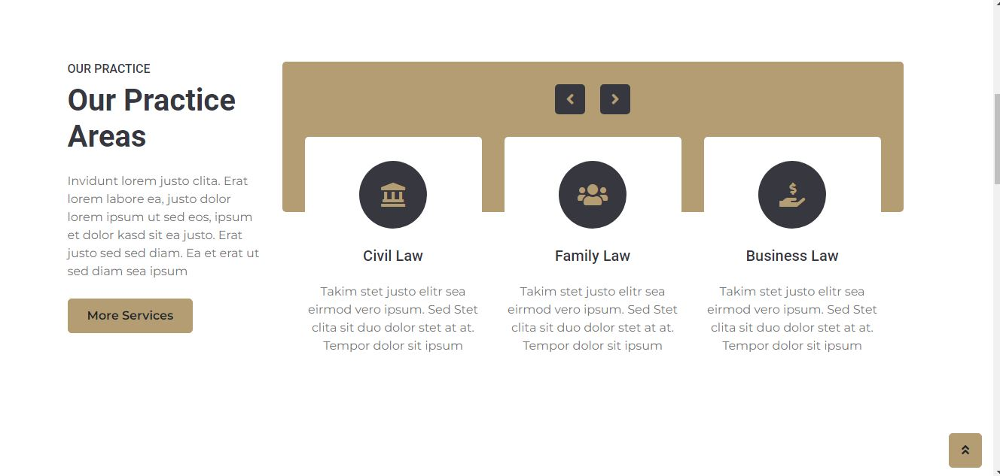 OUR PRACTICE
Our Practice
Areas
Invidunt lorem justo clita. Erat
lorem labore ea, justo dolor
lorem ipsum ut sed eos, ipsum
et dolor kasd sit ea justo. Erat
justo sed sed diam. Ea et erat ut
sed diam sea ipsum
More Services
Civil Law
Takim stet justo elitr sea
eirmod vero ipsum. Sed Stet
clita sit duo dolor stet at at.
Tempor dolor sit ipsum
Family Law
Takim stet justo elitr sea
eirmod vero ipsum. Sed Stet
clita sit duo dolor stet at at.
Tempor dolor sit ipsum
Business Law
Takim stet justo elitr sea
eirmod vero ipsum. Sed Stet
clita sit duo dolor stet at at.
Tempor dolor sit ipsum